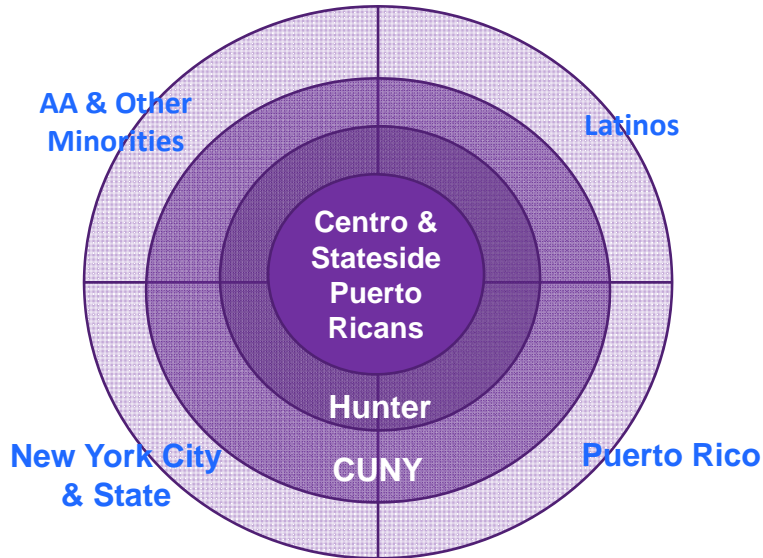 AA & Other
Minorities
Latinos
Centro &
Stateside
Puerto
Ricans
Hunter
CUNY
New York City
& State
Puerto Rico